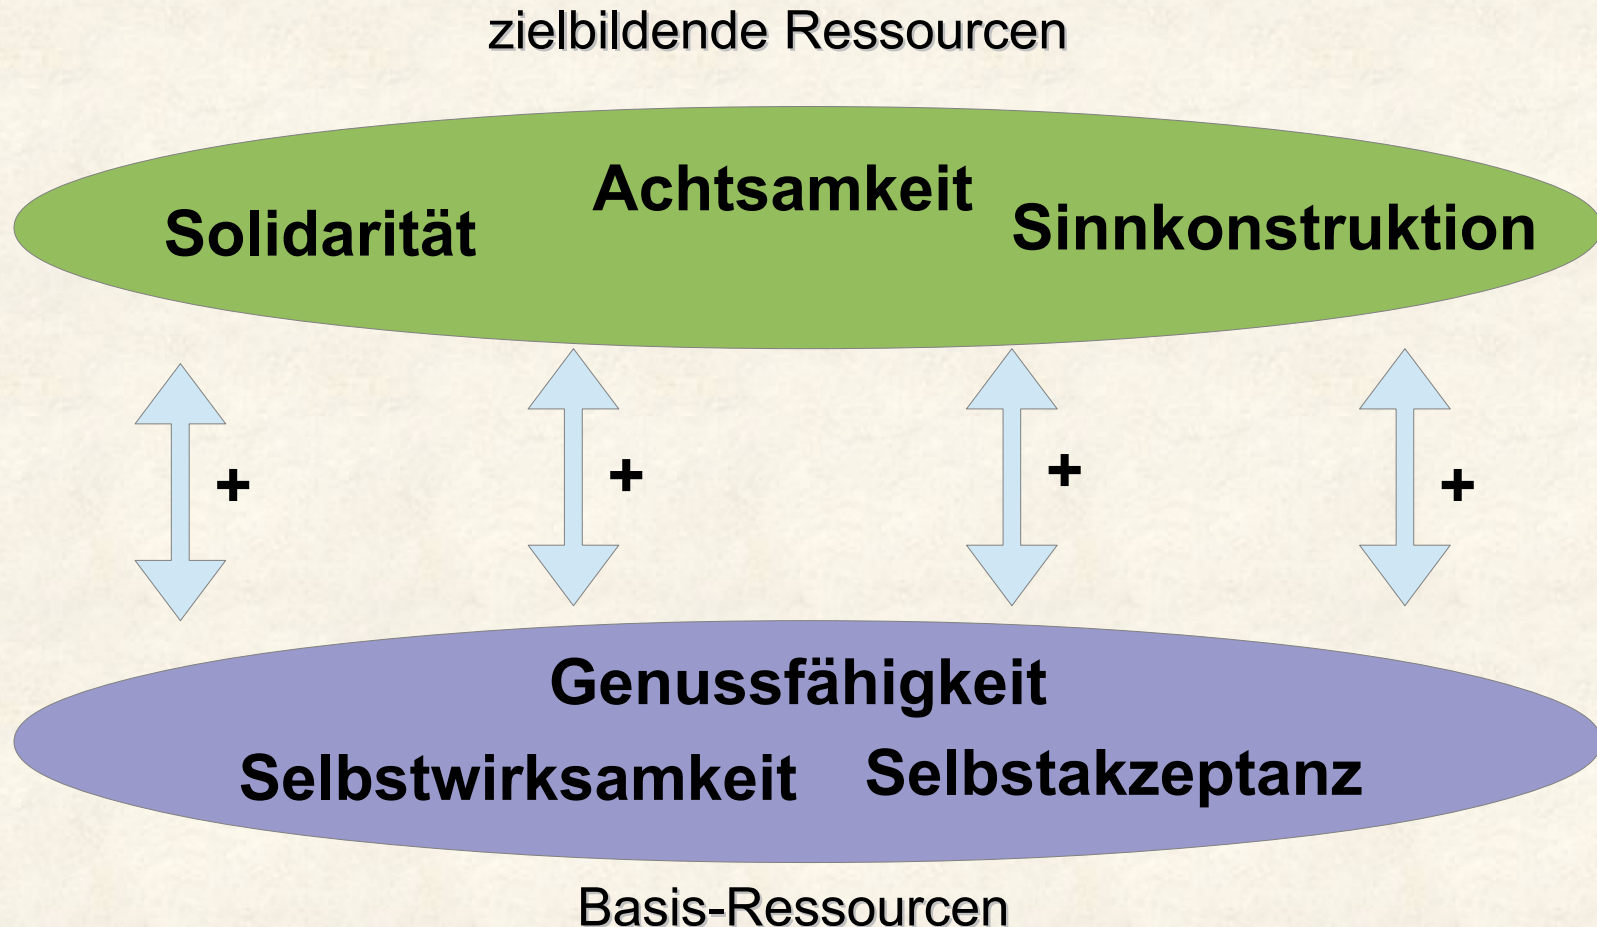 zielbildende Ressourcen
Achtsamkeit
Solidarität
Sinnkonstruktion
+
+
+
+
Genussfähigkeit
Selbstwirksamkeit
Selbstakzeptanz
Basis-Ressourcen